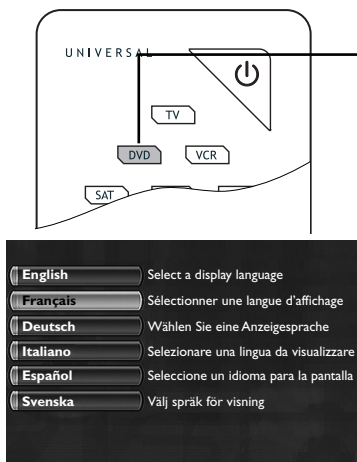 UNIVERSAL
TV
DVD VCR
SAT
English Select a display language
Français Sélectionner une langue d'affichage
Deutsch Wählen Sie eine Anzeigesprache
Italiano Selezionare una lingua da visualizzare
Español Seleccione un idioma para la pantalla
Svenska Välj språk för visning